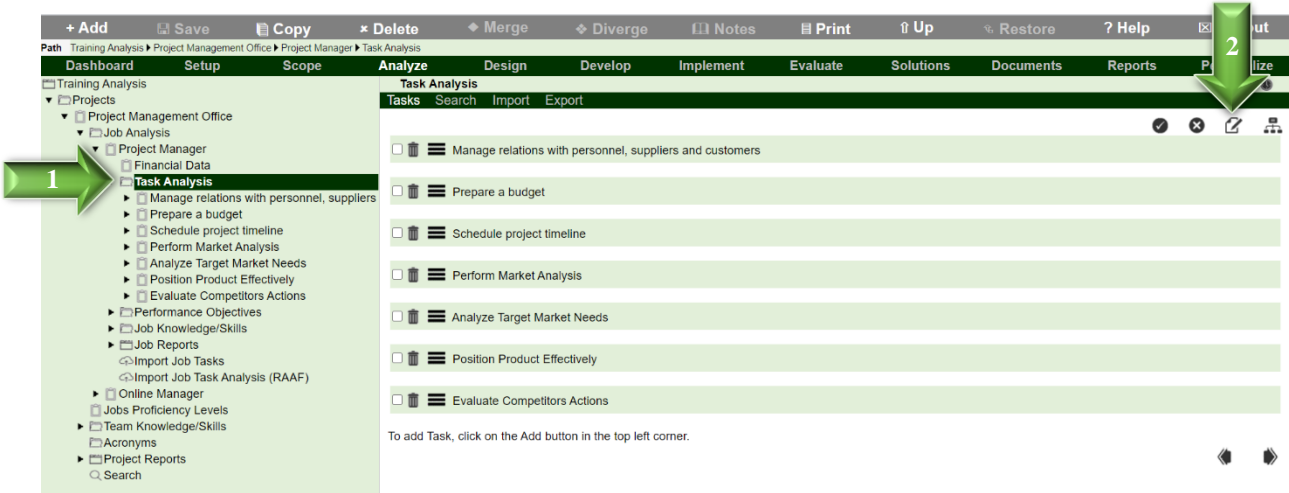 + Add Save Copy × Delete Merge Diverge Notes Print Up Restore ? Help ut
2
Path Training Analysis Project Management Office Project Manager Task Analysis
Dashboard Setup Scope Analyze Design Develop Implement Evaluate Solutions Documents Reports lize
Training Analysis
Projects
Project Management Office
Job Analysis
Project Manager
Financial Data
1
Task Analysis
Manage relations with personnel, suppliers
Prepare a budget
Schedule project timeline
Perform Market Analysis
Analyze Target Market Needs
Position Product Effectively
Evaluate Competitors Actions
Performance Objectives
Job Knowledge/Skills
Job Reports
Import Job Tasks
Import Job Task Analysis (RAAF)
Online Manager
Jobs Proficiency Levels
Team Knowledge/Skills
Acronyms
Project Reports
Search
Task Analysis
Tasks Search Import Export
Manage relations with personnel, suppliers and customers
Prepare a budget
Schedule project timeline
Perform Market Analysis
Analyze Target Market Needs
Position Product Effectively
Evaluate Competitors Actions
To add Task, click on the Add button in the top left corner.